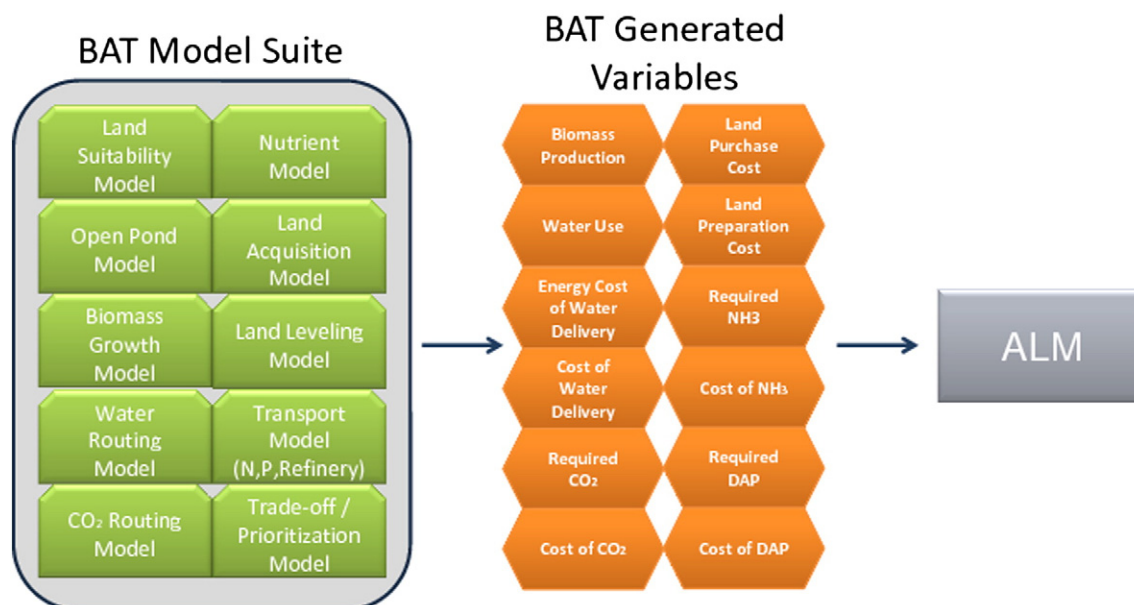 BAT Model Suite
Land
Suitability
Model
Nutrient
Model
Open Pond
Model
Land
Acquisition
Model
Biomass
Growth
Model
Land Leveling
Model
Water
Routing
Model
Transport
Model
(N,P,Refinery)
CO₂ Routing
Model
Trade-off /
Prioritization
Model
BAT Generated
Variables
Biomass
Production
Land
Purchase
Cost
Water Use
Land
Preparation
Cost
Energy Cost
of Water
Delivery
Required
NH3
Cost of
Water
Delivery
Cost of NH₃
Required
CO₂
Required
DAP
Cost of CO₂
Cost of DAP
ALM